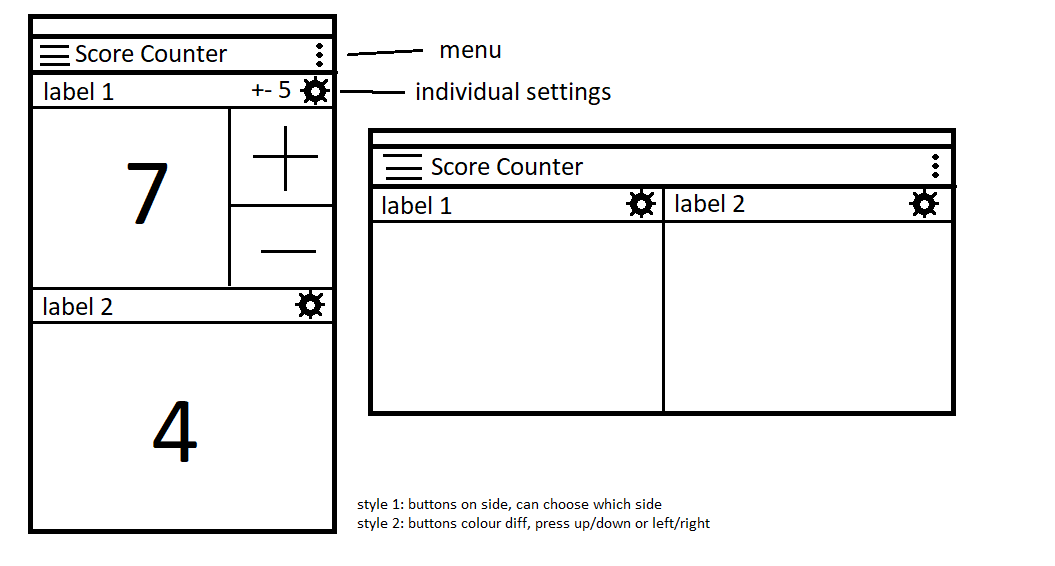 Score Counter
menu
label 1 +- 5
individual settings
7
label 2
4
Score Counter
label 1
label 2
style 1: buttons on side, can choose which side
style 2: buttons colour diff, press up/down or left/right